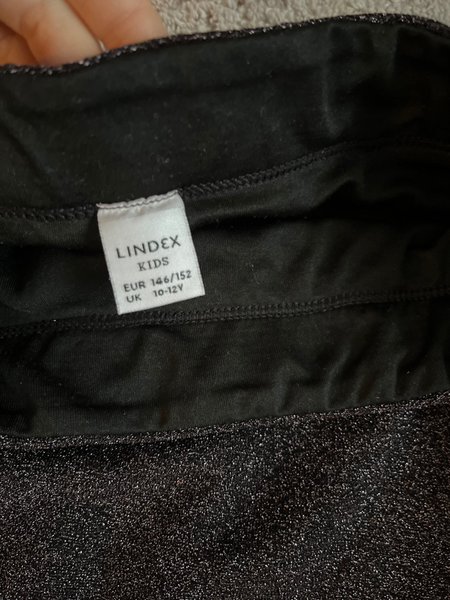 LINDEX
KIDS
EUR 146/152
UK 10-12Y